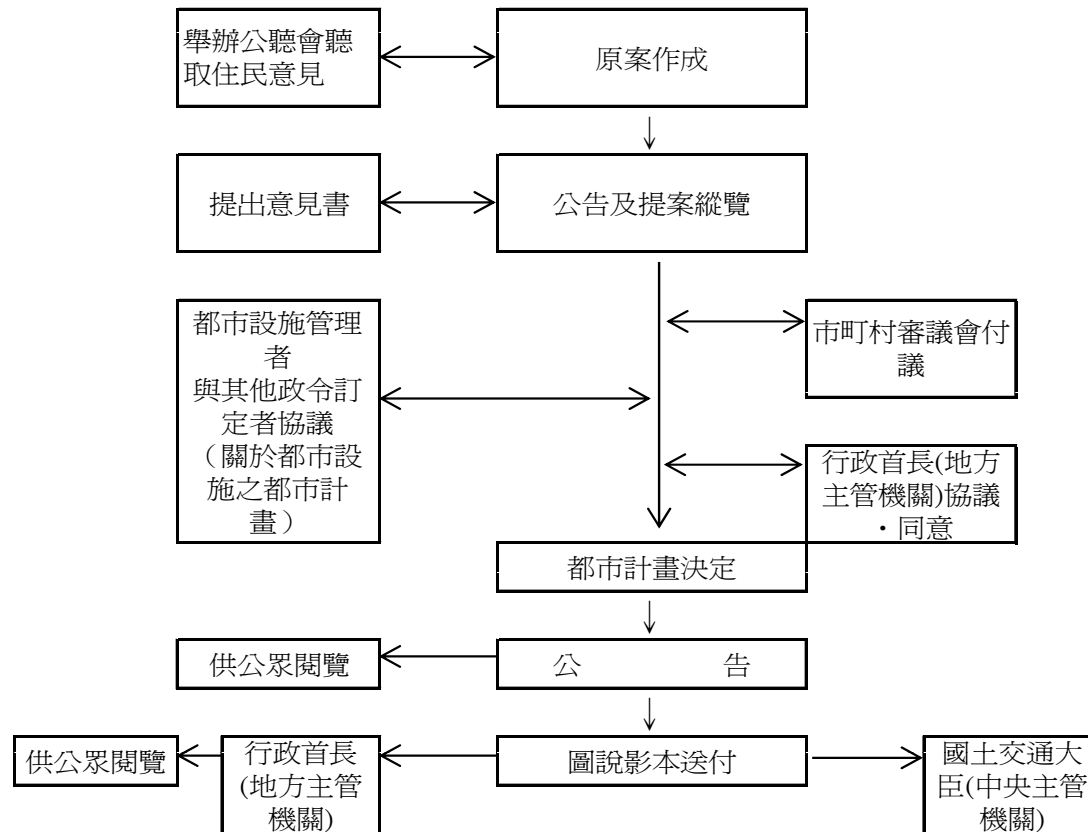 舉辦公聽會聽
取住民意見
原案作成
提出意見書
公告及提案縱覽
都市設施管理
者
與其他政令訂
定者協議
（關於都市設
施之都市計
畫）
市町村審議會付
議
行政首長(地方
主管機關)協議
・同意
都市計畫決定
供公眾閱覽
公 告
供公眾閱覽
行政首長
(地方主管
機關)
圖說影本送付
國土交通大
臣(中央主管
機關)